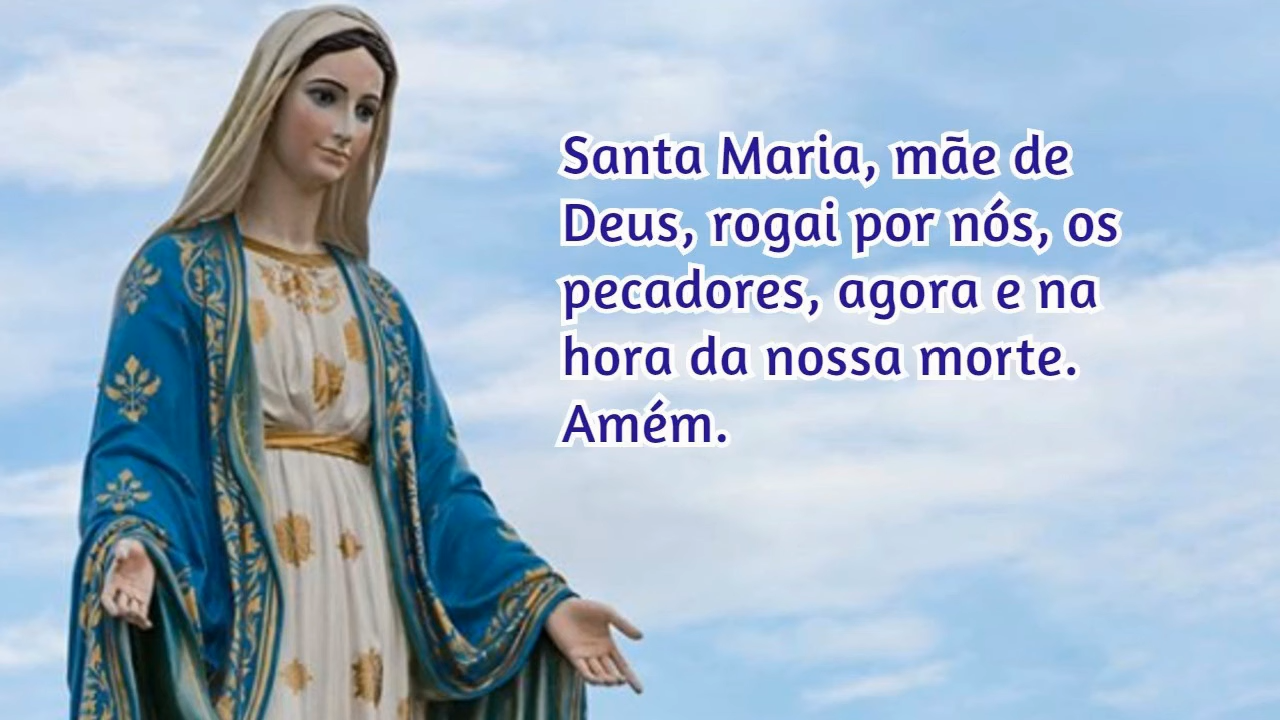 Santa Maria, mãe de
Deus, rogai por nós, os
pecadores, agora e na
hora da nossa morte.
Amém.